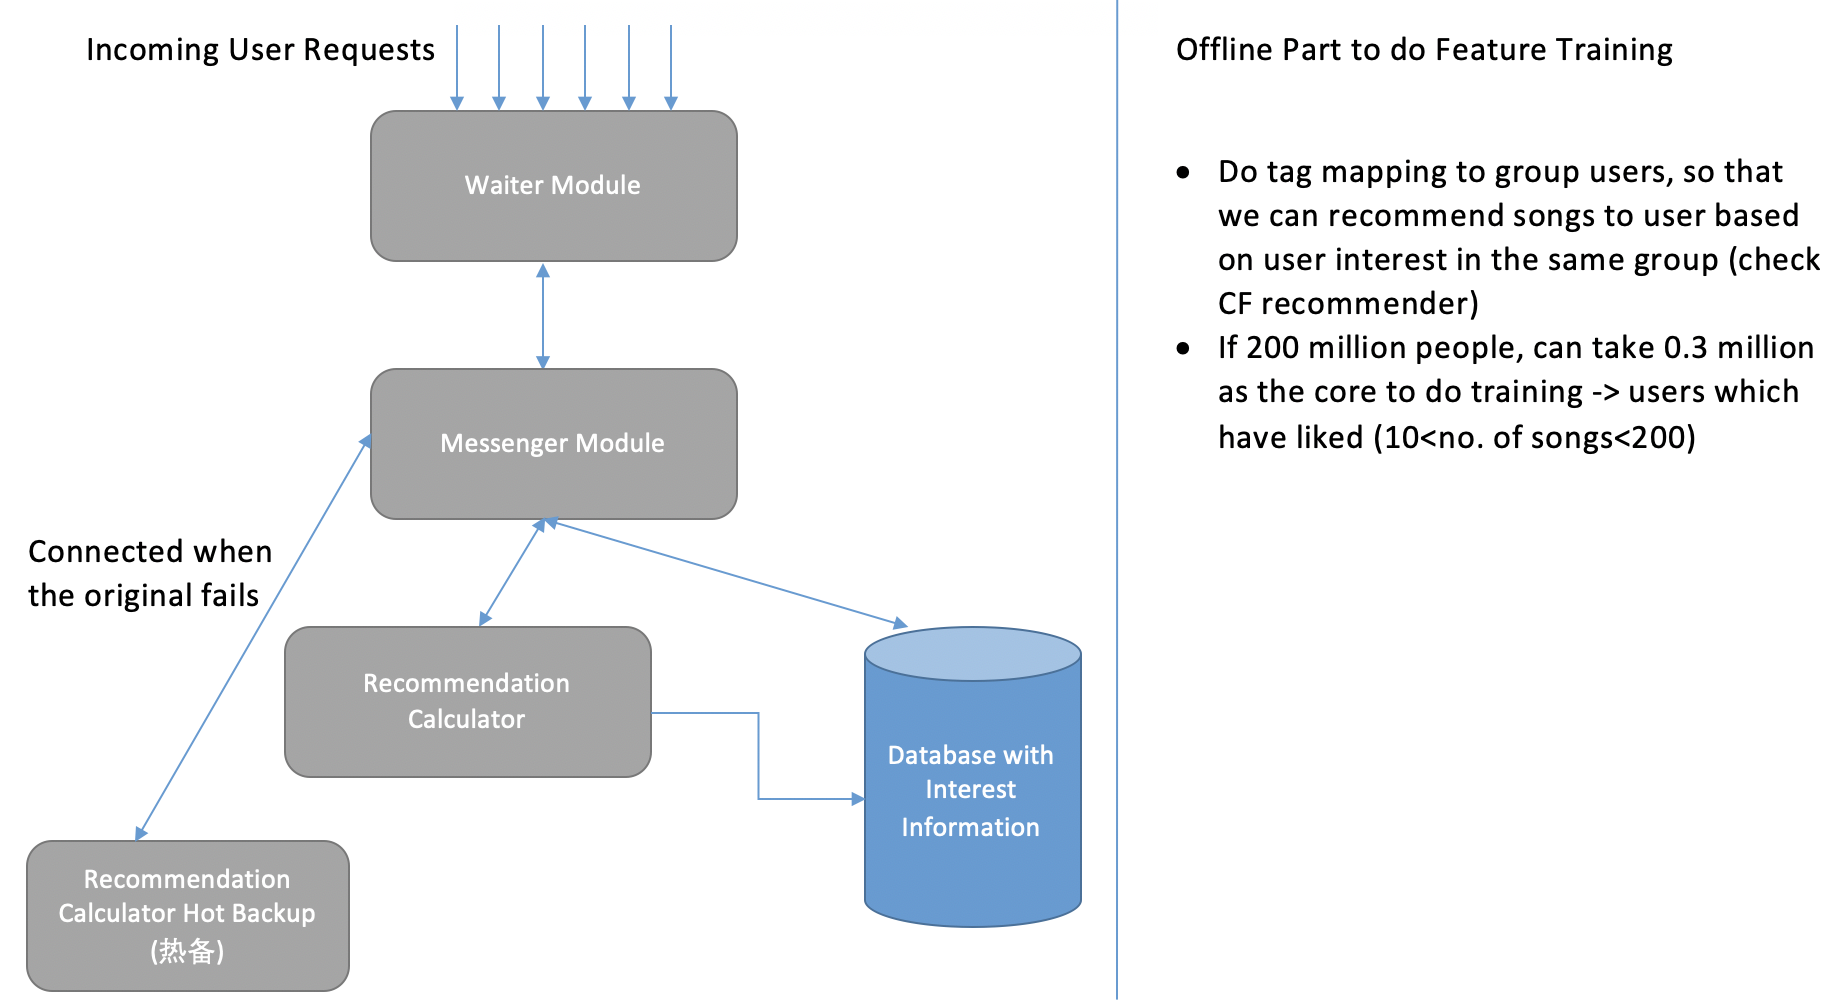 Incoming User Requests
Waiter Module
Messenger Module
Connected when
the original fails
Recommendation
Calculator
Database with
Interest
Information
Recommendation
Calculator Hot Backup
(热备)
Offline Part to do Feature Training
• Do tag mapping to group users, so that
we can recommend songs to user based
on user interest in the same group (check
CF recommender)
• If 200 million people, can take 0.3 million
as the core to do training -> users which
have liked (10<no. of songs<200)